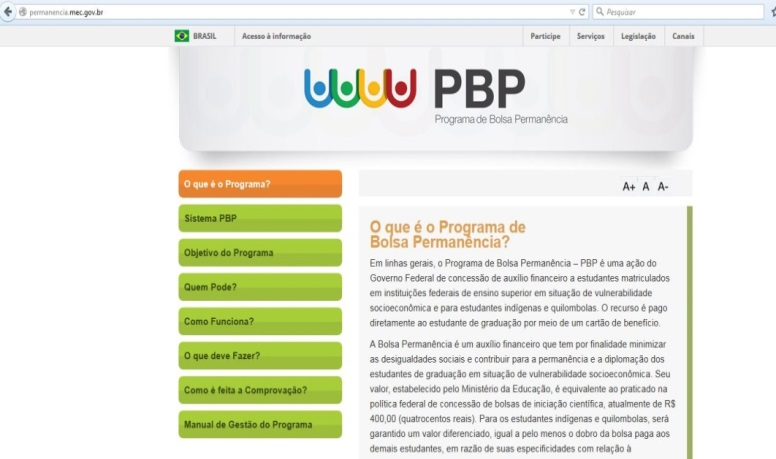 permanencia.mec.gov.br
Pesquisar
BRASIL
Acesso à informação
Participe
Serviços
Legislação
Canais
PBP
Programa de Bolsa Permanência
O que é o Programa?
Sistema PBP
Objetivo do Programa
Quem Pode?
Como Funciona?
O que deve Fazer?
Como é feita a Comprovação?
Manual de Gestão do Programa
A+ A A-
O que é o Programa de
Bolsa Permanência?
Em linhas gerais, o Programa de Bolsa Permanência – PBP é uma ação do
Governo Federal de concessão de auxílio financeiro a estudantes matriculados
em instituições federais de ensino superior em situação de vulnerabilidade
socioeconômica e para estudantes indígenas e quilombolas. O recurso é pago
diretamente ao estudante de graduação por meio de um cartão de benefício.
A Bolsa Permanência é um auxílio financeiro que tem por finalidade minimizar
as desigualdades sociais e contribuir para a permanência e a diplomação dos
estudantes de graduação em situação de vulnerabilidade socioeconômica. Seu
valor, estabelecido pelo Ministério da Educação, é equivalente ao praticado na
política federal de concessão de bolsas de iniciação científica, atualmente de R$
400,00 (quatrocentos reais). Para os estudantes indígenas e quilombolas, será
garantido um valor diferenciado, igual a pelo menos o dobro da bolsa paga aos
demais estudantes, em razão de suas especificidades com relação à